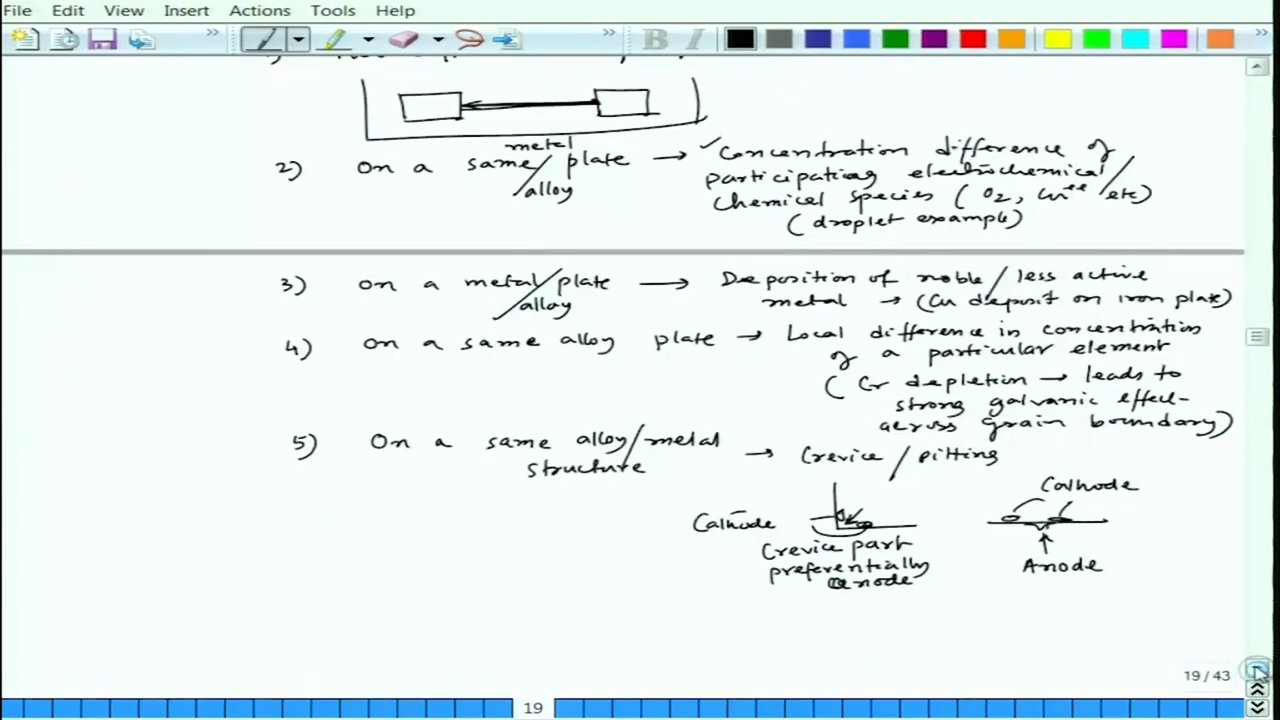 File Edit View Insert Actions Tools Help
B I
2) On a same metal/alloy plate → ✓ Concentration difference of
participating electrochemical/
chemical species (O2, Cu++ etc)
(droplet example)
3) On a metal/alloy plate → Deposition of noble/less active
metal → (Cu deposit on iron plate)
4) On a same alloy plate → Local difference in concentration
of a particular element
(Cr depletion → leads to
strong galvanic effect
across grain boundary)
5) On a same alloy/metal
structure → Crevice/pitting
Cathode
Cathode
Crevice part
preferentially
anode
Anode
19/43
19